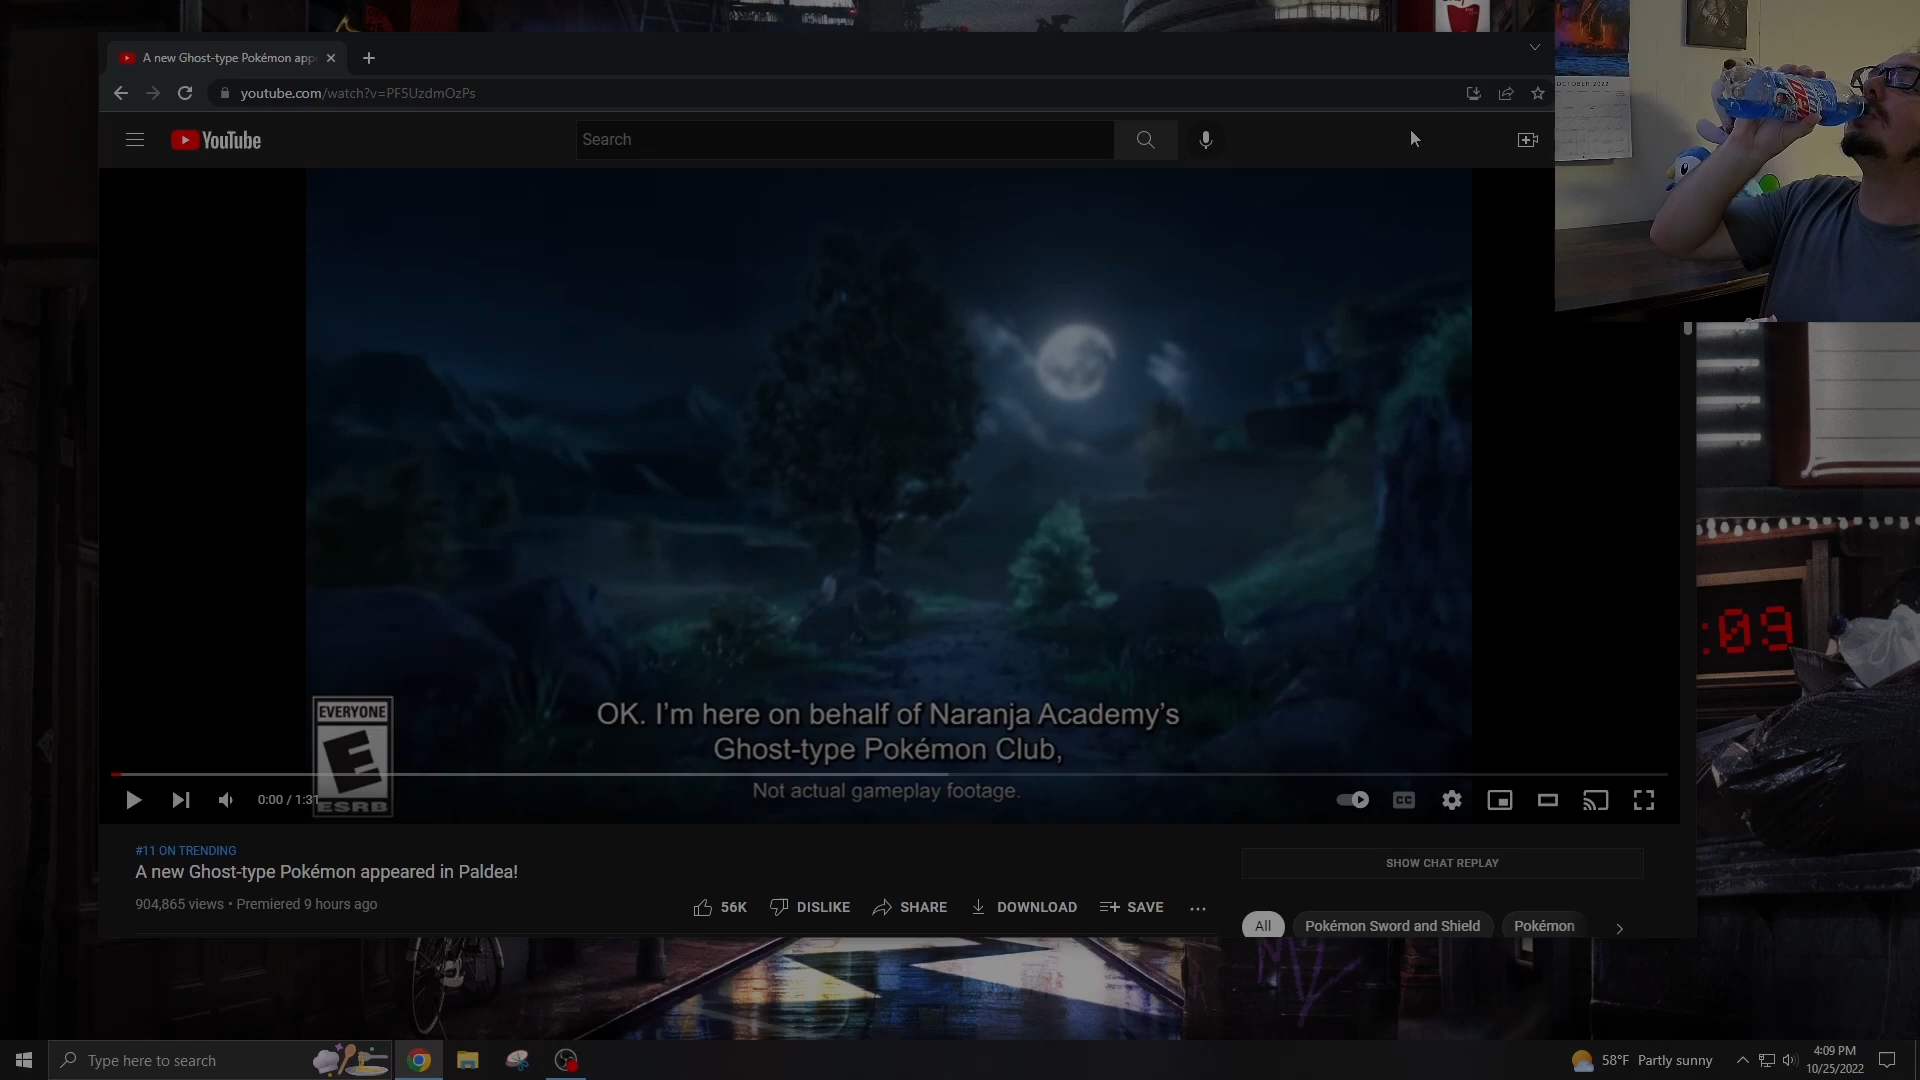 A new Ghost-type Pokémon app
youtube.com/watch?v=PF5UzdmOzPs
YouTube
Search
OCTOBER 2022
OK. I'm here on behalf of Naranja Academy's
Ghost-type Pokémon Club,
Not actual gameplay footage.
EVERYONE
E
ESRB
0:00 / 1:31
CC
:09
#11 ON TRENDING
A new Ghost-type Pokémon appeared in Paldea!
904,865 views • Premiered 9 hours ago
56K DISLIKE SHARE DOWNLOAD SAVE
SHOW CHAT REPLAY
All Pokémon Sword and Shield Pokémon
Type here to search
58°F Partly sunny
4:09 PM
10/25/2022